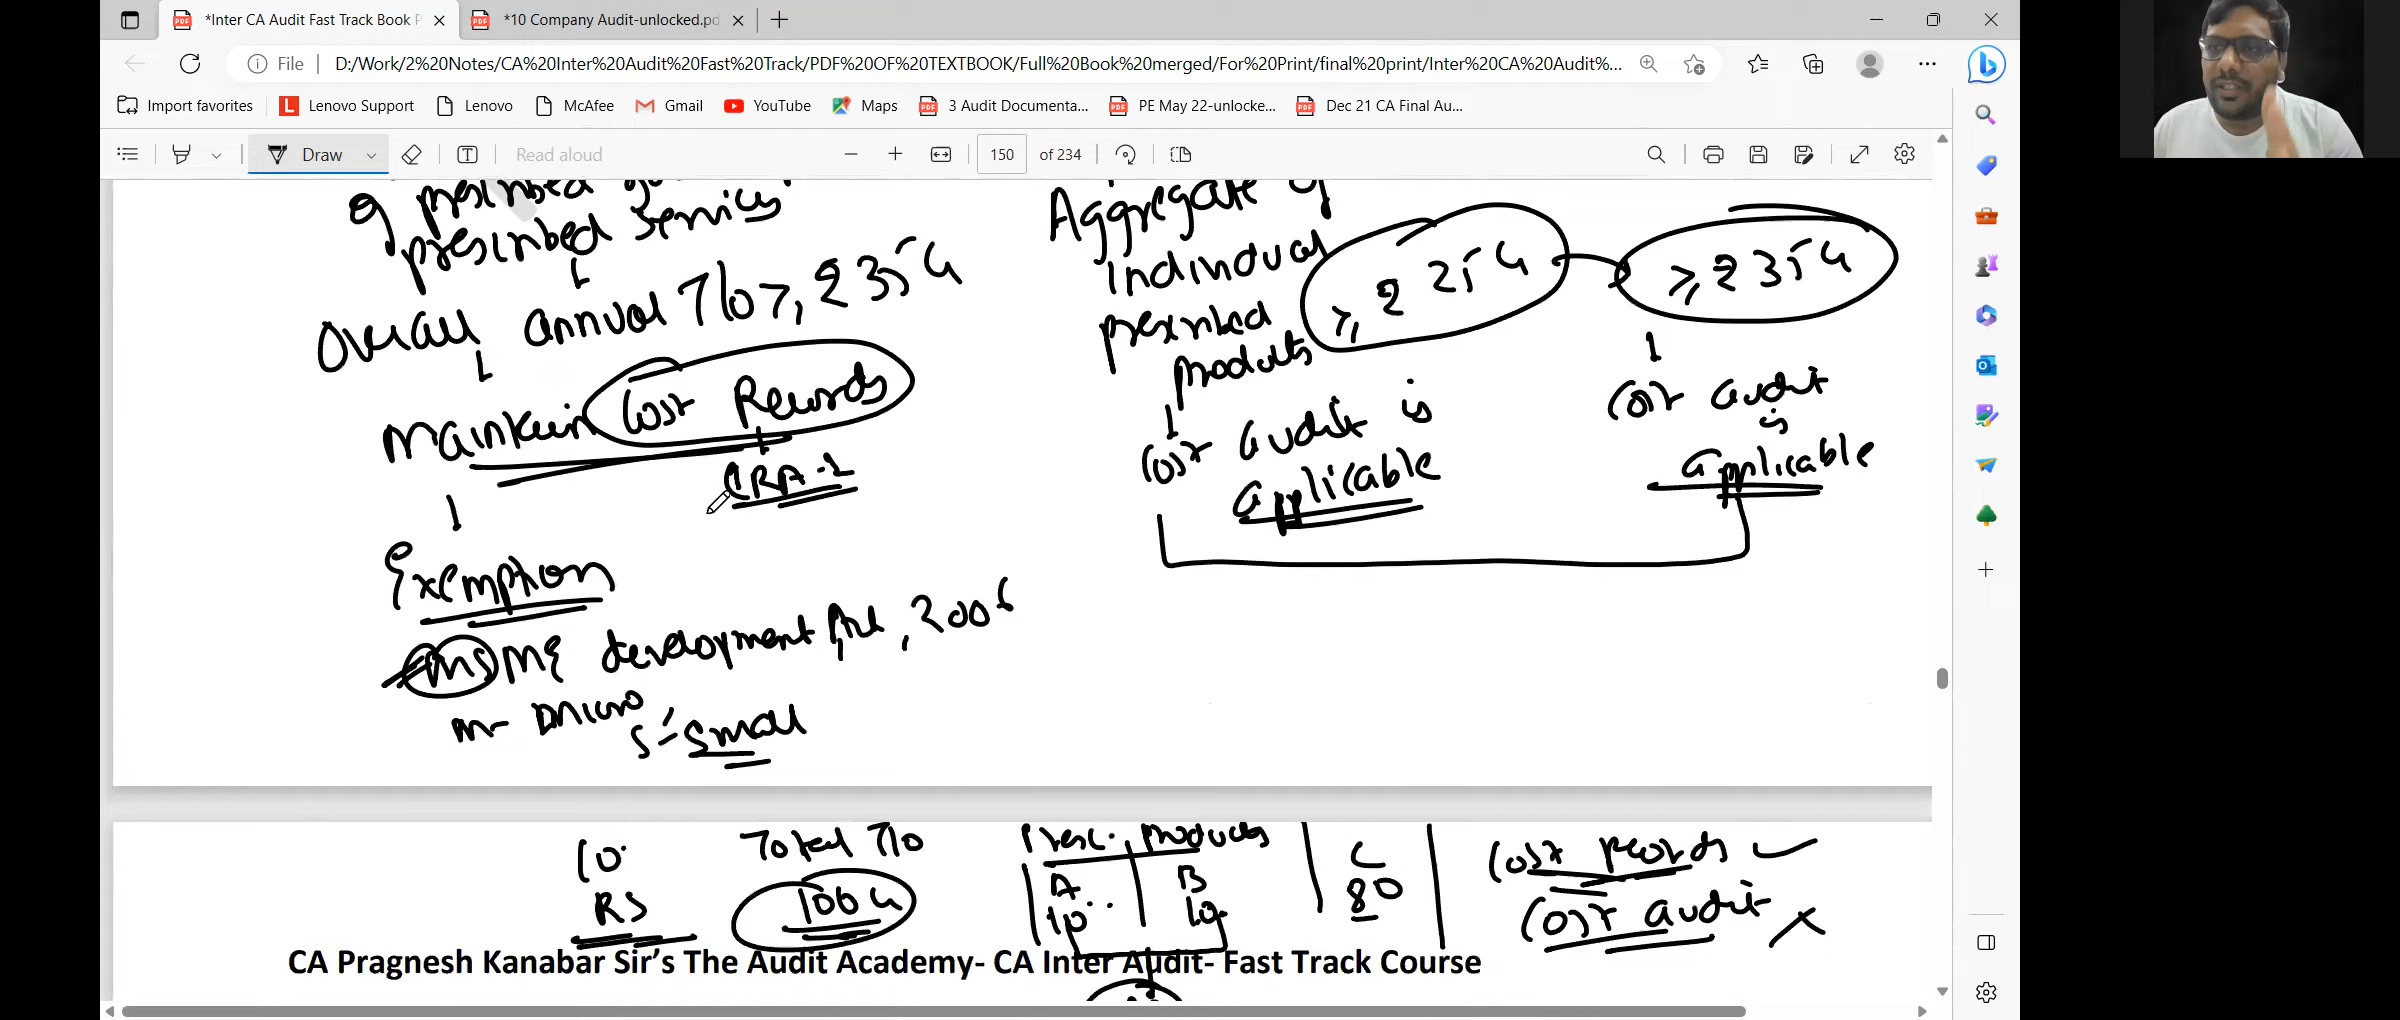 *Inter CA Audit Fast Track Book P
*10 Company Audit-unlocked.pd
File
D:/Work/2%20Notes/CA%20Inter%20Audit%20Fast%20Track/PDF%20OF%20TEXTBOOK/Full%20Book%20merged/For%20Print/final%20print/Inter%20CA%20Audit%...
Import favorites
Lenovo Support
Lenovo
McAfee
Gmail
YouTube
Maps
3 Audit Documenta...
PE May 22-unlocke...
Dec 21 CA Final Au...
Draw
Read aloud
150 of 234
of prescribed
prescribed services
Overall annual T/O ≥ ₹ 35 Cr
Maintain Cost Records
CRA-1
Exemption
MSME development Act, 2006
M- Micro
S - Small
Aggregate of
individual
prescribed
products
≥ ₹ 25 Cr
≥ ₹ 35 Cr
Cost audit is
applicable
Cost audit
is
applicable
Co.
RS
Total T/O
100 Cr
Presc. Products
A
10
B
10
C
80
Cost records ✓
Cost audit ✗
CA Pragnesh Kanabar Sir's The Audit Academy- CA Inter Audit- Fast Track Course